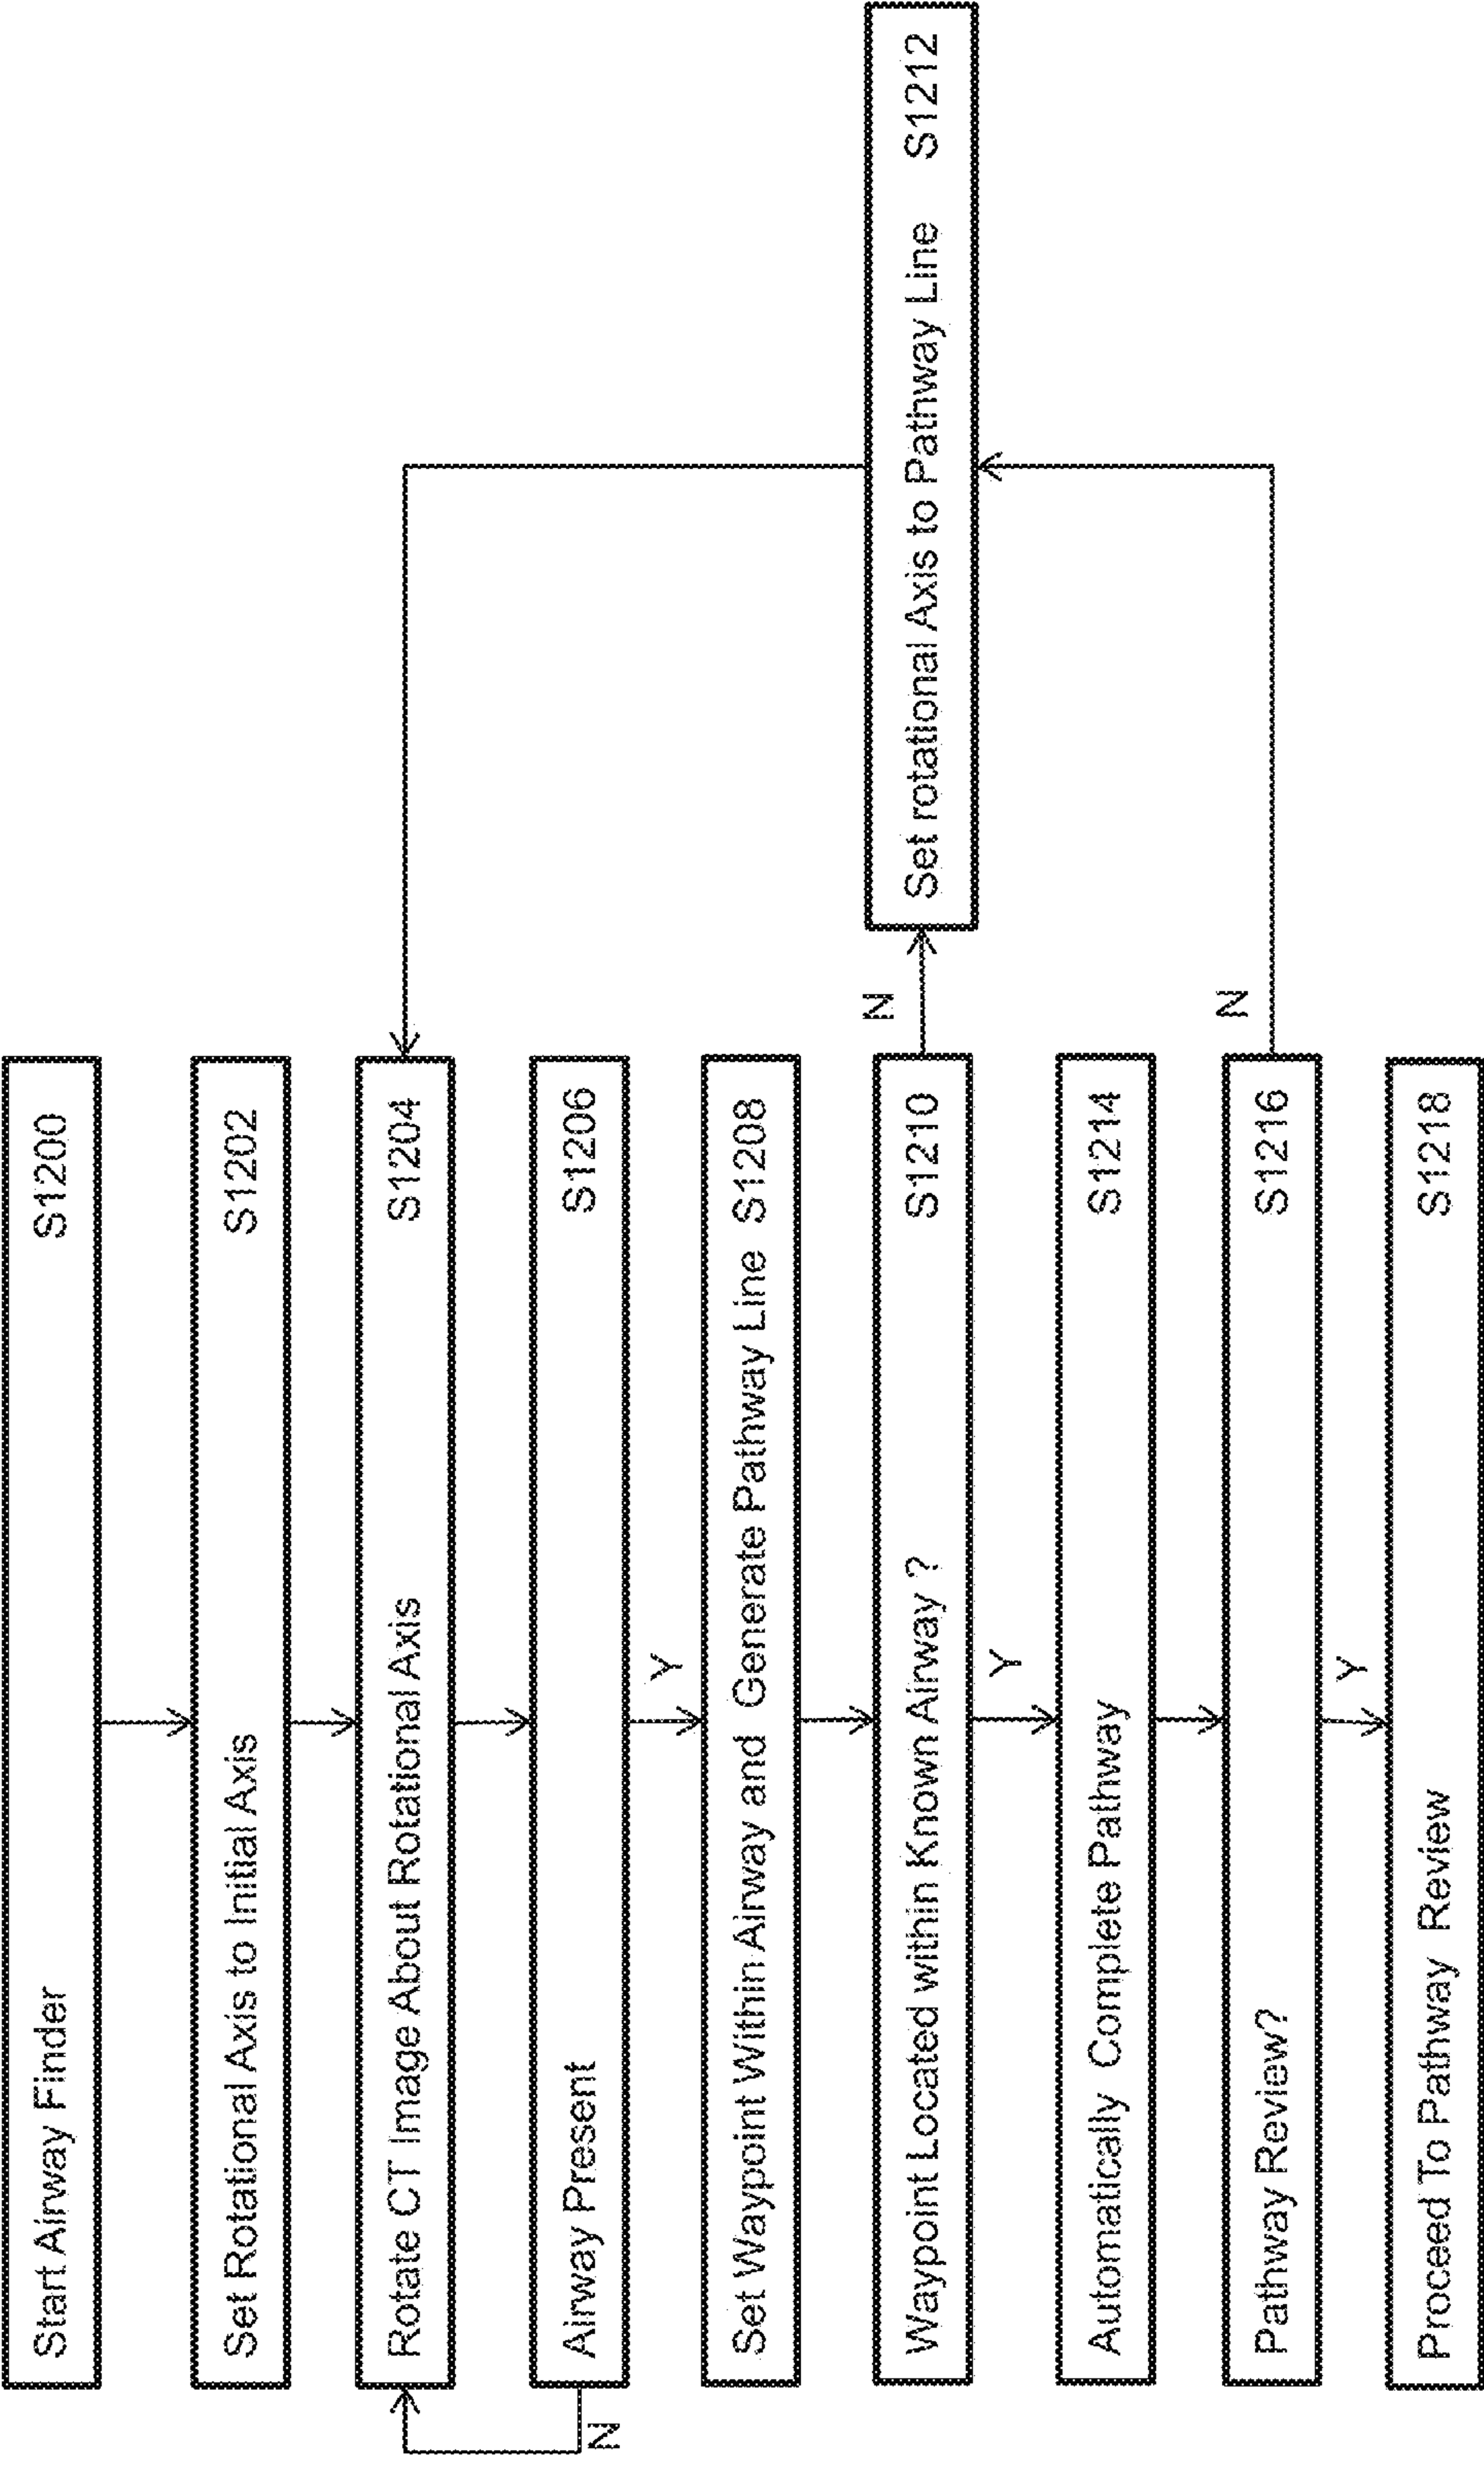 Start Airway Finder S1200
Set Rotational Axis to Initial Axis S1202
Rotate CT Image About Rotational Axis S1204
Airway Present S1206
N
Y
Set Waypoint Within Airway and Generate Pathway Line S1208
Waypoint Located within Known Airway ? S1210
N
Set rotational Axis to Pathway Line S1212
Y
Automatically Complete Pathway S1214
Pathway Review? S1216
N
Y
Proceed To Pathway Review S1218